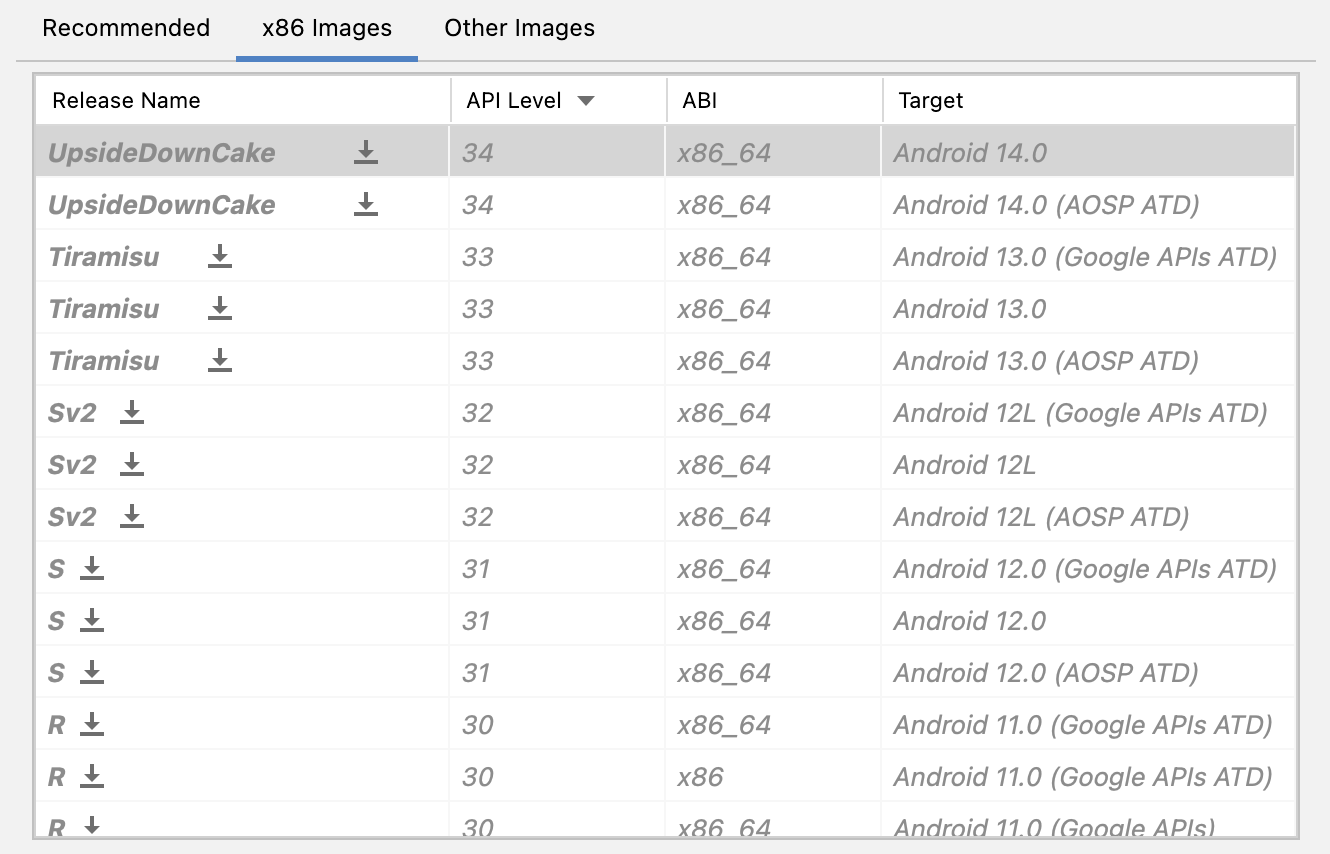 Recommended x86 Images Other Images
Release Name API Level ABI Target
UpsideDownCake 34 x86_64 Android 14.0
UpsideDownCake 34 x86_64 Android 14.0 (AOSP ATD)
Tiramisu 33 x86_64 Android 13.0 (Google APIs ATD)
Tiramisu 33 x86_64 Android 13.0
Tiramisu 33 x86_64 Android 13.0 (AOSP ATD)
Sv2 32 x86_64 Android 12L (Google APIs ATD)
Sv2 32 x86_64 Android 12L
Sv2 32 x86_64 Android 12L (AOSP ATD)
S 31 x86_64 Android 12.0 (Google APIs ATD)
S 31 x86_64 Android 12.0
S 31 x86_64 Android 12.0 (AOSP ATD)
R 30 x86_64 Android 11.0 (Google APIs ATD)
R 30 x86 Android 11.0 (Google APIs ATD)
R 30 x86_64 Android 11.0 (Google APIs)